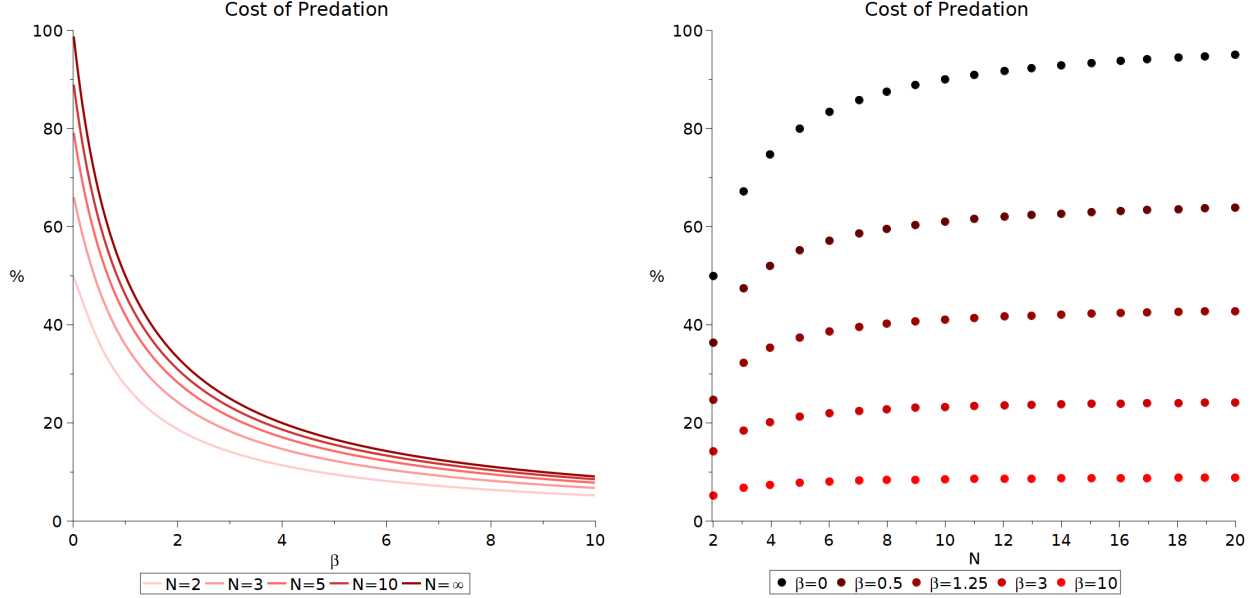 Cost of Predation
100
80
60
%
40
20
0
0 2 4 6 8 10
β
N=2 N=3 N=5 N=10 N=∞
Cost of Predation
100
80
60
%
40
20
0
2 4 6 8 10 12 14 16 18 20
N
β=0 β=0.5 β=1.25 β=3 β=10